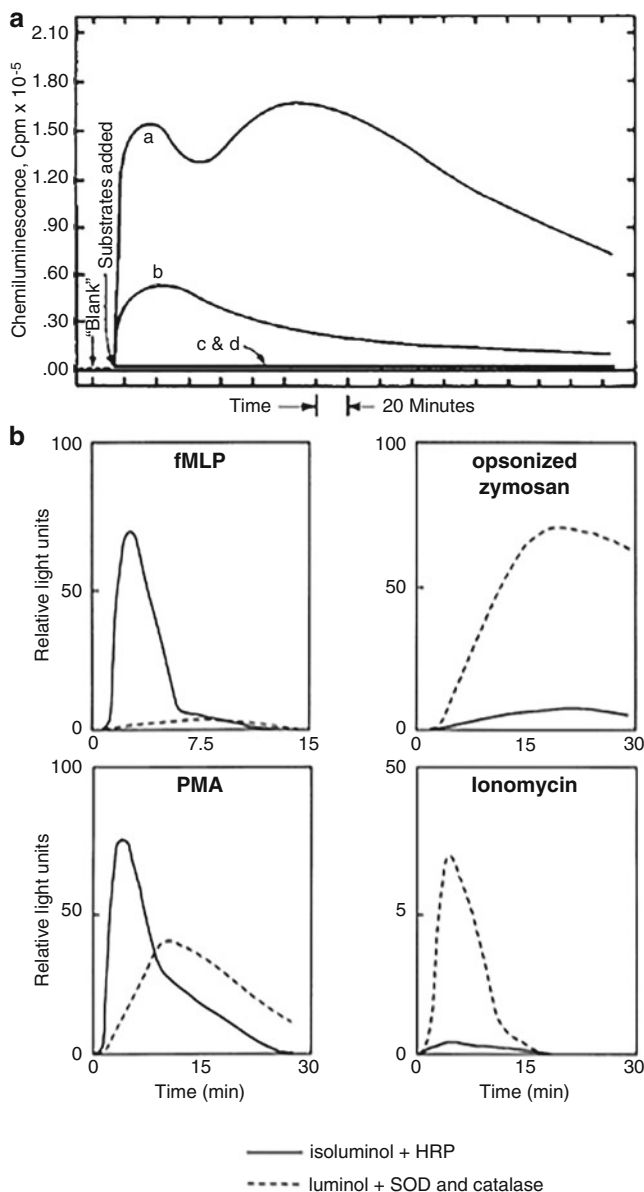 a
Chemiluminescence, Cpm x 10-5
2.10
1.80
1.50
1.20
.90
.60
.30
.00
"Blank"
Substrates added
a
b
c & d
Time
20 Minutes
b
fMLP
Relative light units
100
50
0
0 7.5 15
opsonized
zymosan
100
50
0
0 15 30
PMA
Relative light units
100
50
0
0 15 30
Time (min)
Ionomycin
50
5
0
0 15 30
Time (min)
isoluminol + HRP
luminol + SOD and catalase